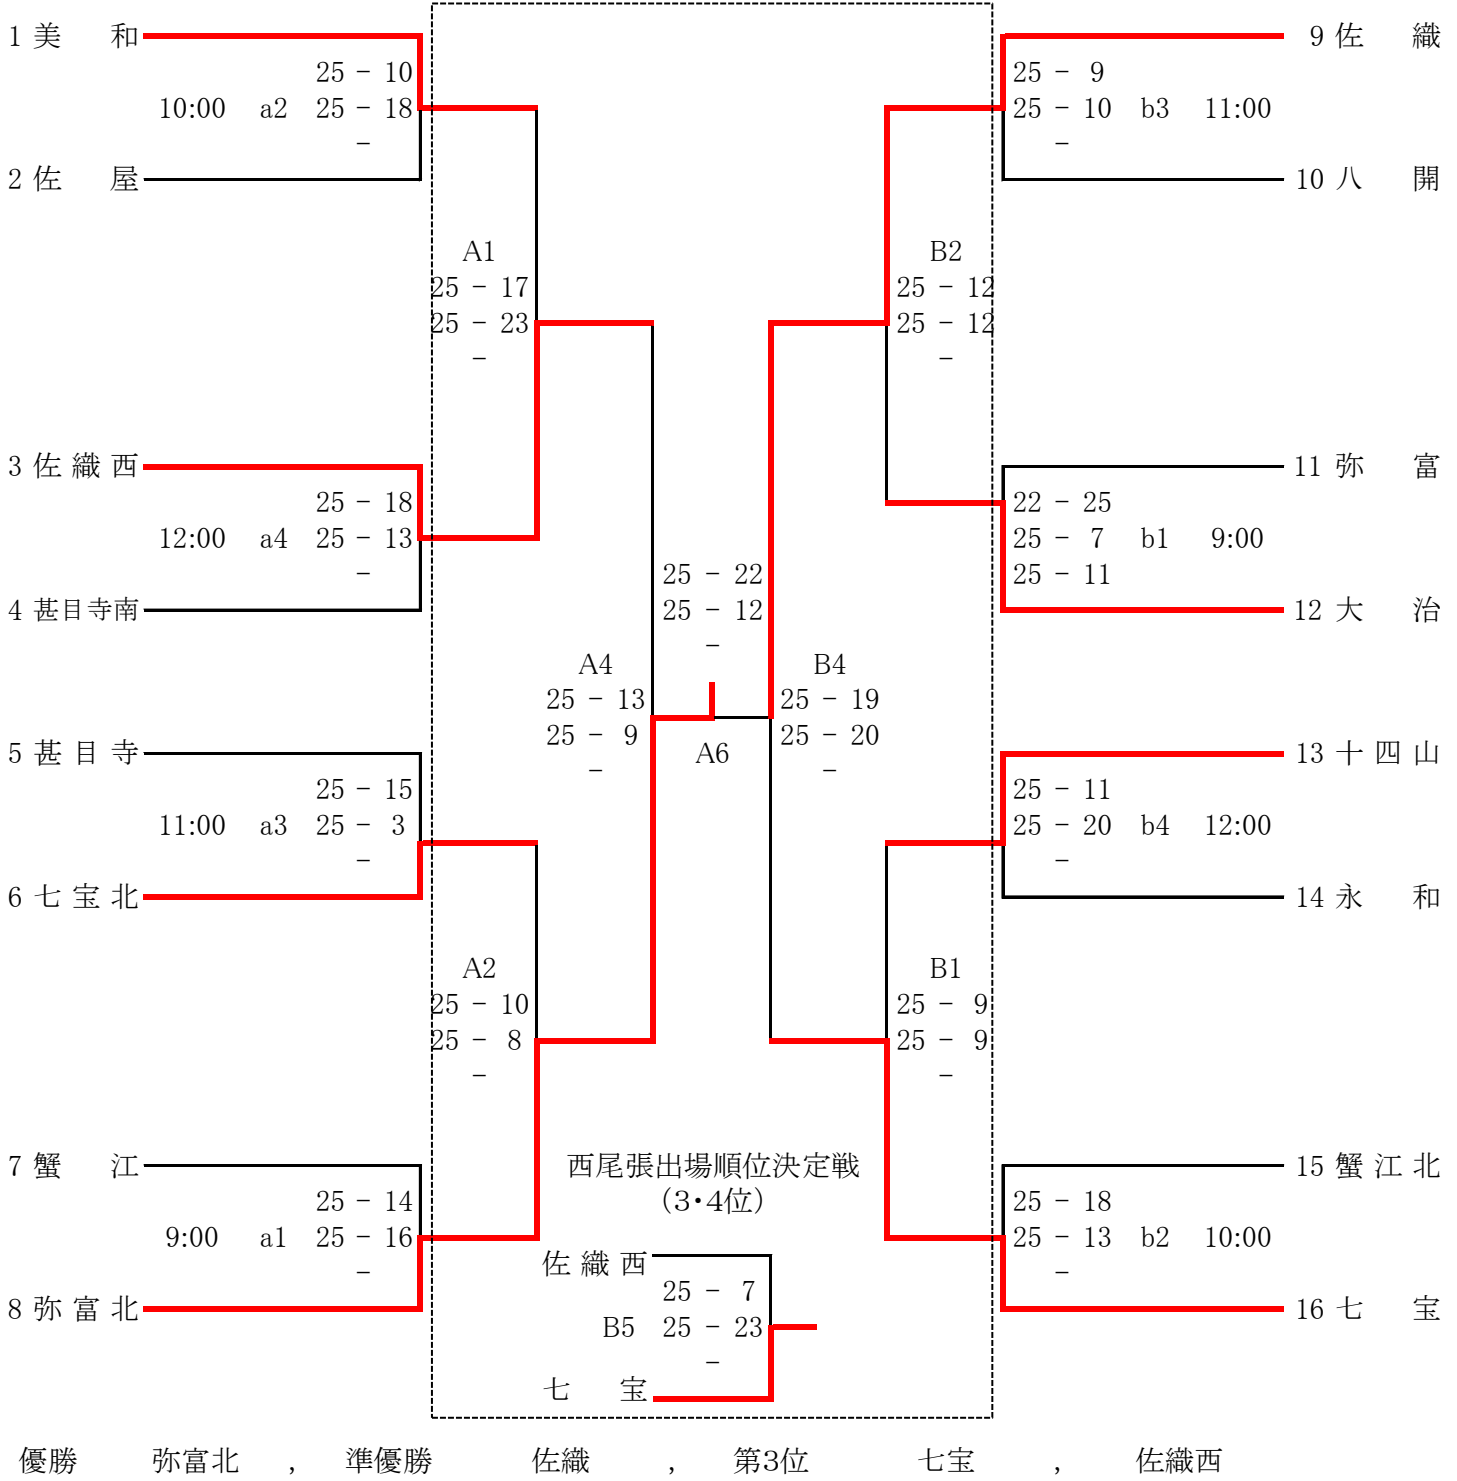 1 美 和
25 - 10
10:00 a2 25 - 18
-
2 佐 屋
A1
25 - 17
25 - 23
-
3 佐 織 西
25 - 18
12:00 a4 25 - 13
-
4 甚目寺南
A4
25 - 13
25 - 9
-
5 甚 目 寺
25 - 15
11:00 a3 25 - 3
-
6 七 宝 北
A2
25 - 10
25 - 8
-
7 蟹 江
25 - 14
9:00 a1 25 - 16
-
8 弥 富 北
25 - 22
25 - 12
-
A6
9 佐 織
25 - 9
25 - 10 b3 11:00
-
10 八 開
B2
25 - 12
25 - 12
-
11 弥 富
22 - 25
25 - 7 b1 9:00
25 - 11
12 大 治
B4
25 - 19
25 - 20
-
13 十 四 山
25 - 11
25 - 20 b4 12:00
-
14 永 和
B1
25 - 9
25 - 9
-
15 蟹 江 北
25 - 18
25 - 13 b2 10:00
-
16 七 宝
西尾張出場順位決定戦
(3・4位)
佐 織 西
25 - 7
B5 25 - 23
-
七 宝
優勝 弥富北 , 準優勝 佐織 , 第3位 七宝 , 佐織西